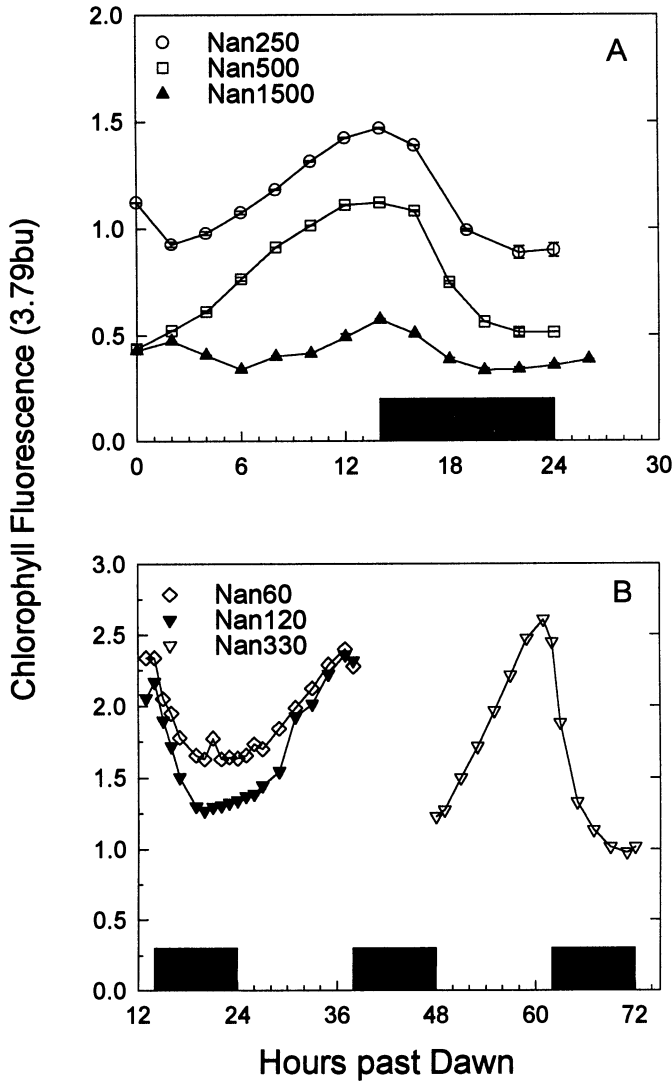 Chlorophyll Fluorescence (3.79bu)
A
Nan250
Nan500
Nan1500
2.0
1.5
1.0
0.5
0.0
0 6 12 18 24 30
B
Nan60
Nan120
Nan330
3.0
2.5
2.0
1.5
1.0
0.5
0.0
12 24 36 48 60 72
Hours past Dawn